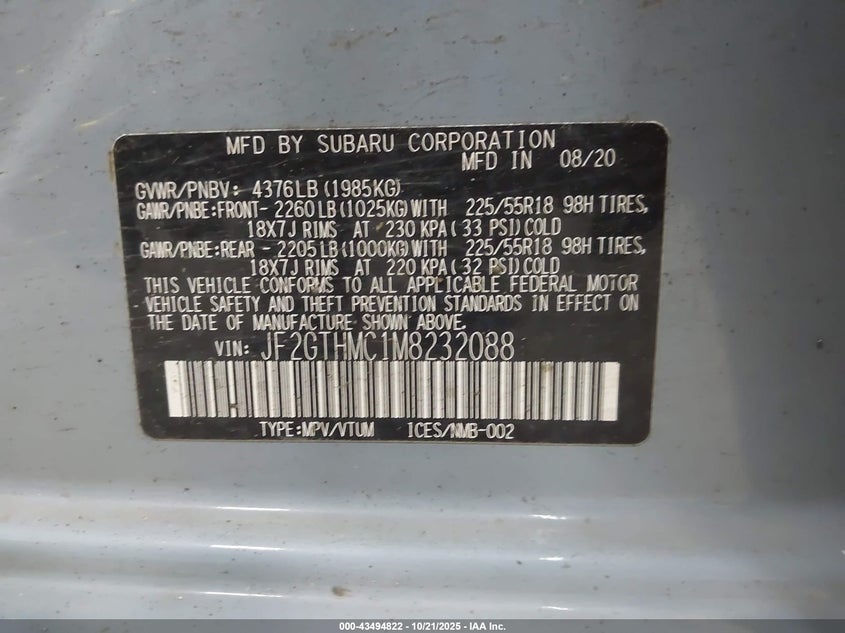 MFD BY SUBARU CORPORATION
MFD IN 08/20
GVWR/PNBV: 4376LB (1985KG)
GAWR/PNBE:FRONT- 2260LB (1025KG) WITH 225/55R18 98H TIRES,
18X7J RIMS AT 230 KPA ( 33 PSI) COLD
GAWR/PNBE:REAR - 2205LB (1000KG) WITH 225/55R18 98H TIRES,
18X7J RIMS AT 220 KPA ( 32 PSI) COLD
THIS VEHICLE CONFORMS TO ALL APPLICABLE FEDERAL MOTOR
VEHICLE SAFETY AND THEFT PREVENTION STANDARDS IN EFFECT ON
THE DATE OF MANUFACTURE SHOWN ABOVE.
VIN: JF2GTHMC1M8232088
TYPE:MPV/VTUM ICES/NMB-002
000-43494822 - 10/21/2025 - IAA Inc.